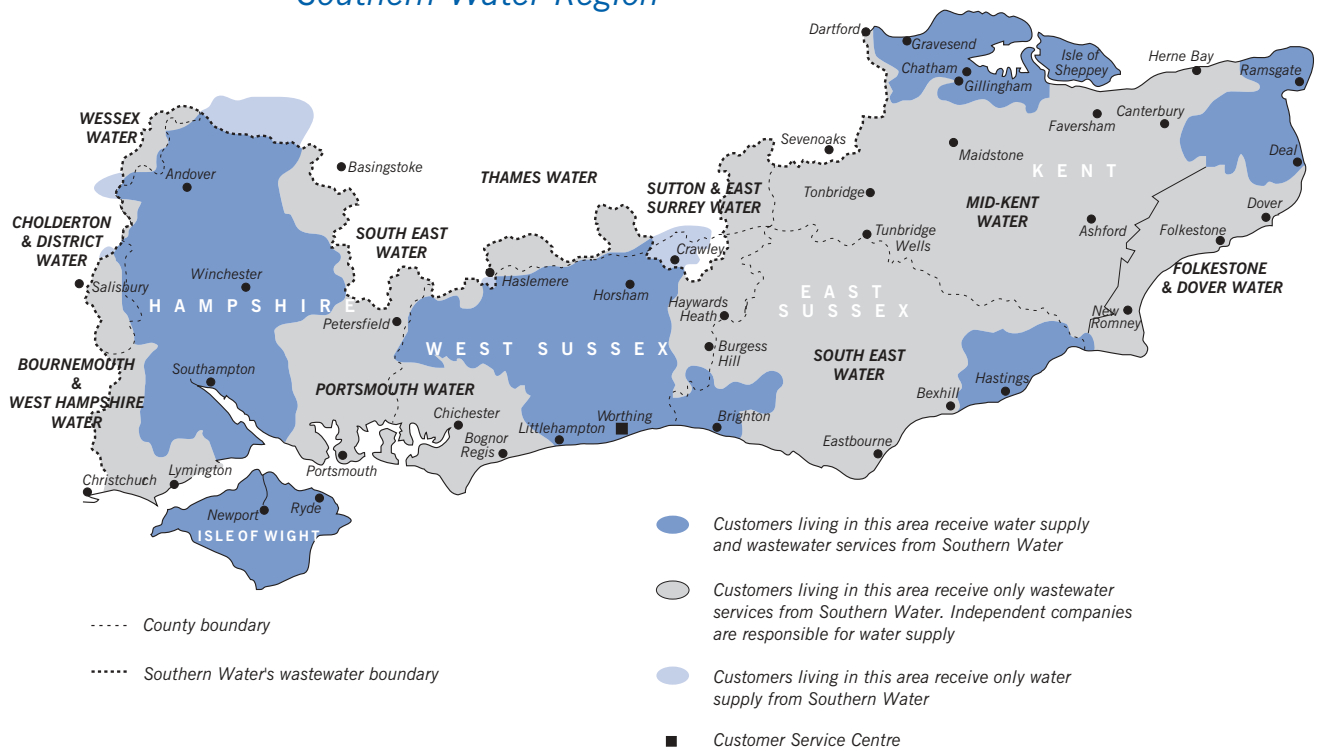 Southern Water Region
Dartford
Gravesend
Chatham
Gillingham
Isle of
Sheppey
Herne Bay
Ramsgate
WESSEX
WATER
Andover
Basingstoke
THAMES WATER
SUTTON & EAST
SURREY WATER
Sevenoaks
Maidstone
Faversham
Canterbury
KENT
Deal
Tonbridge
MID-KENT
WATER
Dover
CHOLDERTON
& DISTRICT
WATER
SOUTH EAST
WATER
Crawley
Tunbridge
Wells
Ashford
Folkestone
FOLKESTONE
& DOVER WATER
Salisbury
Winchester
HAMPSHIRE
Haslemere
Horsham
Haywards
Heath
EAST
SUSSEX
New
Romney
Petersfield
WEST SUSSEX
Burgess
Hill
SOUTH EAST
WATER
BOURNEMOUTH
&
WEST HAMPSHIRE
WATER
Southampton
PORTSMOUTH WATER
Chichester
Bognor
Regis
Littlehampton
Worthing
Brighton
Bexhill
Hastings
Eastbourne
Christchurch
Lymington
Portsmouth
Newport
Ryde
ISLE OF WIGHT
Customers living in this area receive water supply
and wastewater services from Southern Water
Customers living in this area receive only wastewater
services from Southern Water. Independent companies
are responsible for water supply
County boundary
Southern Water's wastewater boundary
Customers living in this area receive only water
supply from Southern Water
Customer Service Centre